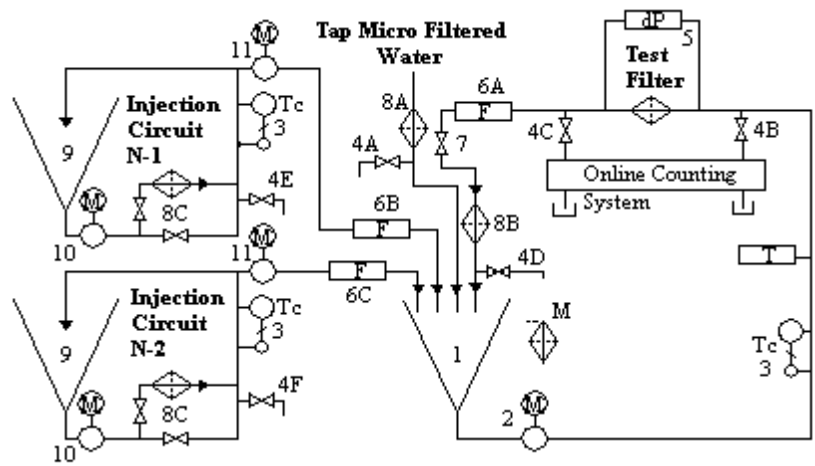 dP
5
Test
Filter
Tap Micro Filtered
Water
11
M
6A
F
8A
4A
7
4C
4B
Online Counting
System
Injection
Circuit
N-1
Tc
3
9
4E
8C
M
10
6B
F
8B
4D
M
11
F
6C
T
Injection
Circuit
N-2
Tc
3
9
4F
8C
M
10
1
M
Tc
3
2
M